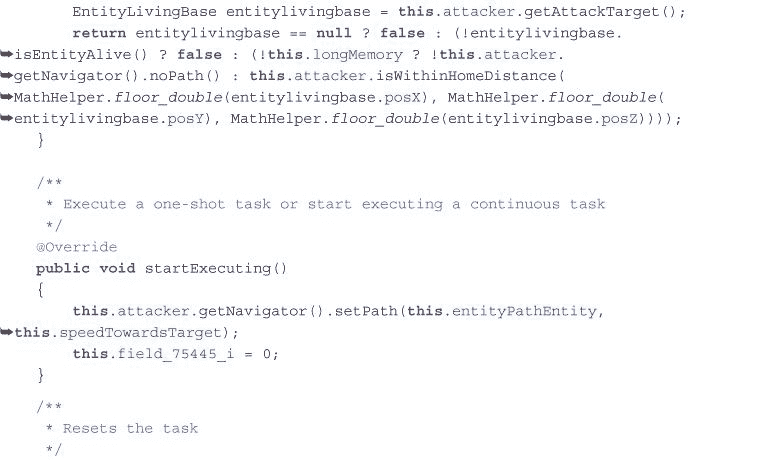 EntityLivingBase entitylivingbase = this.attacker.getAttackTarget();
return entitylivingbase == null ? false : (!entitylivingbase.
➥isEntityAlive() ? false : (!this.longMemory ? !this.attacker.
➥getNavigator().noPath() : this.attacker.isWithinHomeDistance(
➥MathHelper.floor_double(entitylivingbase.posX), MathHelper.floor_double(
➥entitylivingbase.posY), MathHelper.floor_double(entitylivingbase.posZ))));
}
/**
* Execute a one-shot task or start executing a continuous task
*/
@Override
public void startExecuting()
{
this.attacker.getNavigator().setPath(this.entityPathEntity,
➥this.speedTowardsTarget);
this.field_75445_i = 0;
}
/**
* Resets the task
*/